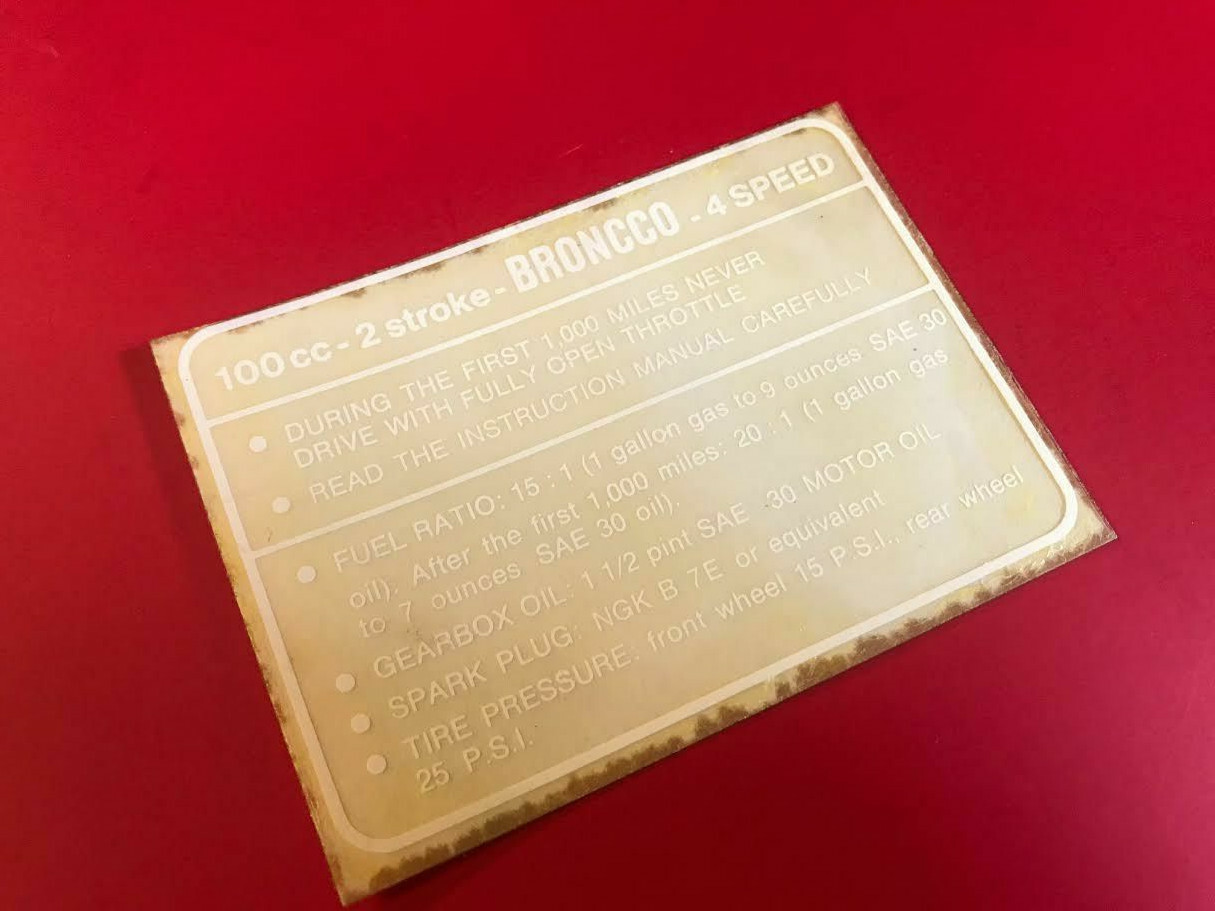 100cc - 2 stroke - BRONCCO - 4 SPEED
● DURING THE FIRST 1,000 MILES NEVER
DRIVE WITH FULLY OPEN THROTTLE
● READ THE INSTRUCTION MANUAL CAREFULLY
● FUEL RATIO: 15 : 1 (1 gallon gas to 9 ounces SAE 30
oil). After the first 1,000 miles: 20 : 1 (1 gallon gas
to 7 ounces SAE 30 oil).
● GEARBOX OIL: 1 1/2 pint SAE 30 MOTOR OIL
● SPARK PLUG: NGK B 7E or equivalent
● TIRE PRESSURE: front wheel 15 P.S.I., rear wheel
25 P.S.I.